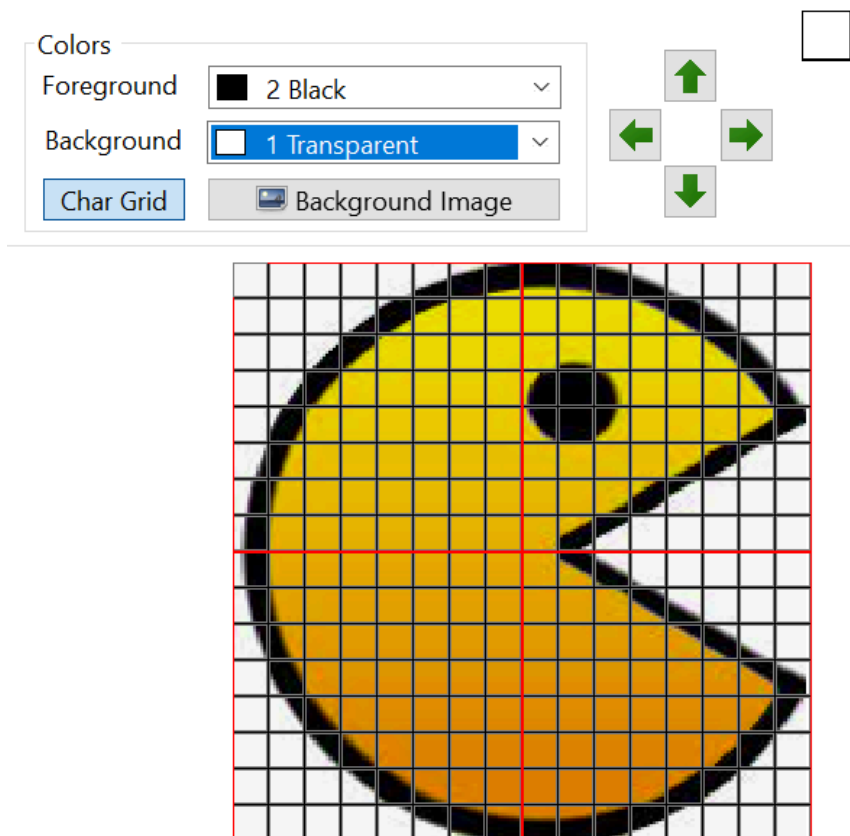 Colors
Foreground
2 Black
Background
1 Transparent
Char Grid
Background Image